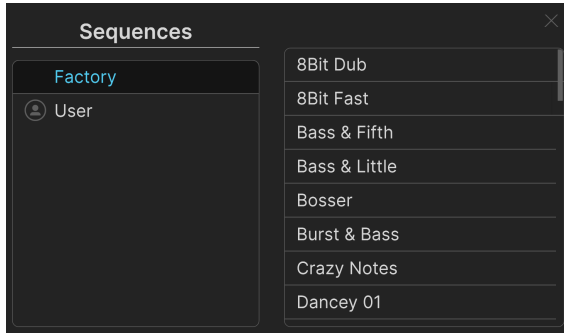 Sequences
Factory
User
8Bit Dub
8Bit Fast
Bass & Fifth
Bass & Little
Bosser
Burst & Bass
Crazy Notes
Dancey 01